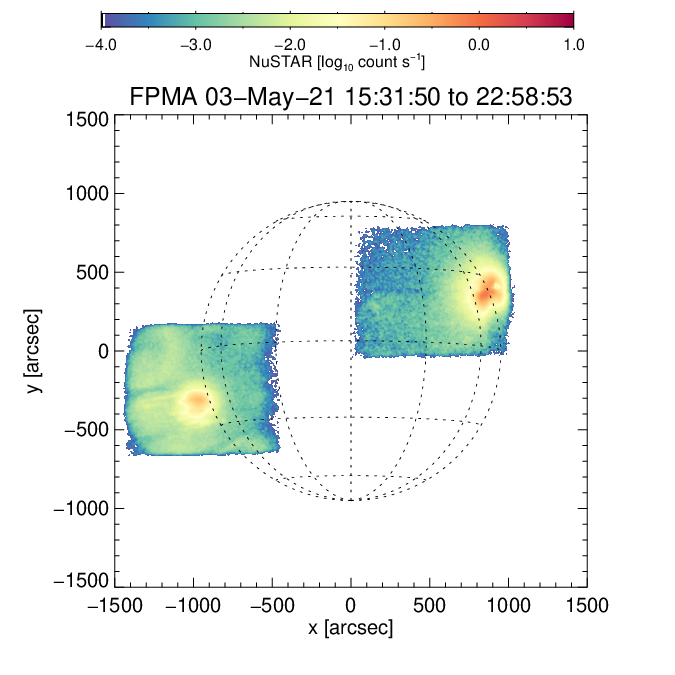 −4.0 −3.0 −2.0 −1.0 0.0 1.0
NuSTAR [log₁₀ count s⁻¹]
FPMA 03−May−21 15:31:50 to 22:58:53
1500
1000
500
0
−500
−1000
−1500
y [arcsec]
−1500 −1000 −500 0 500 1000 1500
x [arcsec]